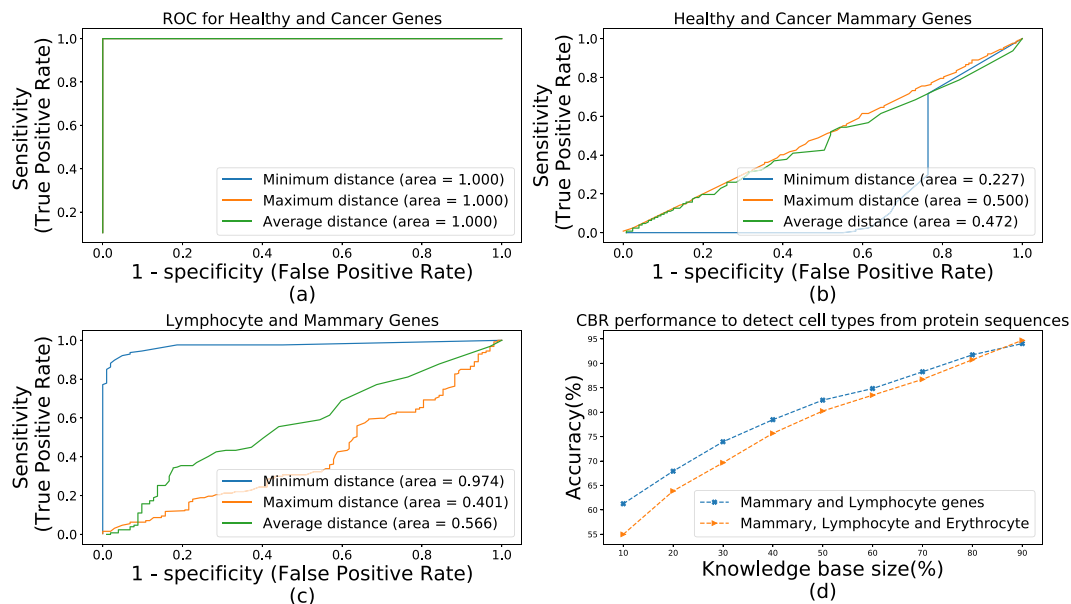 ROC for Healthy and Cancer Genes
Sensitivity
(True Positive Rate)
1.0
0.8
0.6
0.4
0.2
Minimum distance (area = 1.000)
Maximum distance (area = 1.000)
Average distance (area = 1.000)
0.0 0.2 0.4 0.6 0.8 1.0
1 - specificity (False Positive Rate)
(a)
Healthy and Cancer Mammary Genes
Sensitivity
(True Positive Rate)
1.0
0.8
0.6
0.4
0.2
0.0
Minimum distance (area = 0.227)
Maximum distance (area = 0.500)
Average distance (area = 0.472)
0.0 0.2 0.4 0.6 0.8 1.0
1 - specificity (False Positive Rate)
(b)
Lymphocyte and Mammary Genes
Sensitivity
(True Positive Rate)
1.0
0.8
0.6
0.4
0.2
0.0
Minimum distance (area = 0.974)
Maximum distance (area = 0.401)
Average distance (area = 0.566)
0.0 0.2 0.4 0.6 0.8 1.0
1 - specificity (False Positive Rate)
(c)
CBR performance to detect cell types from protein sequences
Accuracy(%)
95
90
85
80
75
70
65
60
55
Mammary and Lymphocyte genes
Mammary, Lymphocyte and Erythrocyte
10 20 30 40 50 60 70 80 90
Knowledge base size(%)
(d)